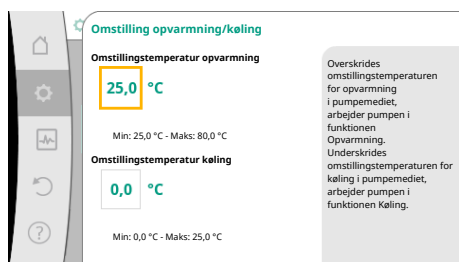 Omstilling opvarmning/køling
Omstillingstemperatur opvarmning
25,0 °C
Min: 25,0 °C - Maks: 80,0 °C
Omstillingstemperatur køling
0,0 °C
Min: 0,0 °C - Maks: 25,0 °C
Overskrides
omstillingstemperaturen
for opvarmning
i pumpemediet,
arbejder pumpen i
funktionen
Opvarmning.
Underskrides
omstillingstemperaturen for
køling i pumpemediet,
arbejder pumpen i
funktionen Køling.